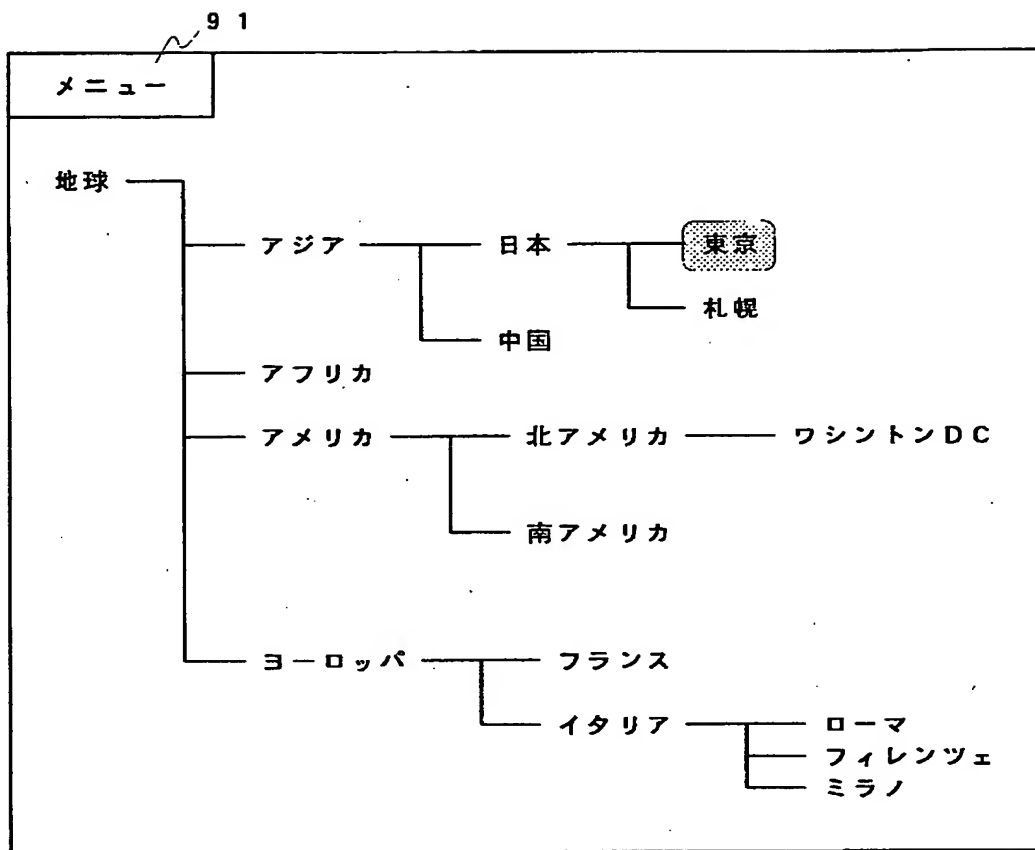 91
メニュー
地球
アジア 日本 東京
札幌
中国
アフリカ
アメリカ 北アメリカ ワシントンDC
南アメリカ
ヨーロッパ フランス
イタリア ローマ
フィレンツェ
ミラノ